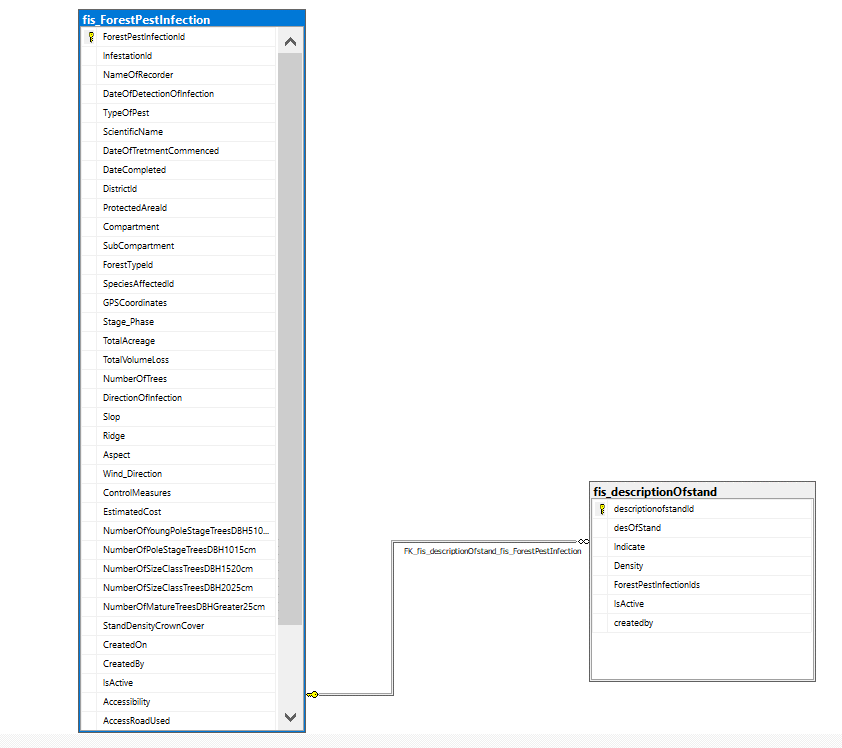 fis_ForestPestInfection
ForestPestInfectionId
InfestationId
NameOfRecorder
DateOfDetectionOfInfection
TypeOfPest
ScientificName
DateOfTretmentCommenced
DateCompleted
DistrictId
ProtectedAreaId
Compartment
SubCompartment
ForestTypeId
SpeciesAffectedId
GPSCoordinates
Stage_Phase
TotalAcreage
TotalVolumeLoss
NumberOfTrees
DirectionOfInfection
Slop
Ridge
Aspect
Wind_Direction
ControlMeasures
EstimatedCost
NumberOfYoungPoleStageTreesDBH510...
NumberOfPoleStageTreesDBH1015cm
NumberOfSizeClassTreesDBH1520cm
NumberOfSizeClassTreesDBH2025cm
NumberOfMatureTreesDBHGreater25cm
StandDensityCrownCover
CreatedOn
CreatedBy
IsActive
Accessibility
AccessRoadUsed
FK_fis_descriptionOfstand_fis_ForestPestInfection
fis_descriptionOfstand
descriptionofstandId
desOfStand
Indicate
Density
ForestPestInfectionIds
IsActive
createdby